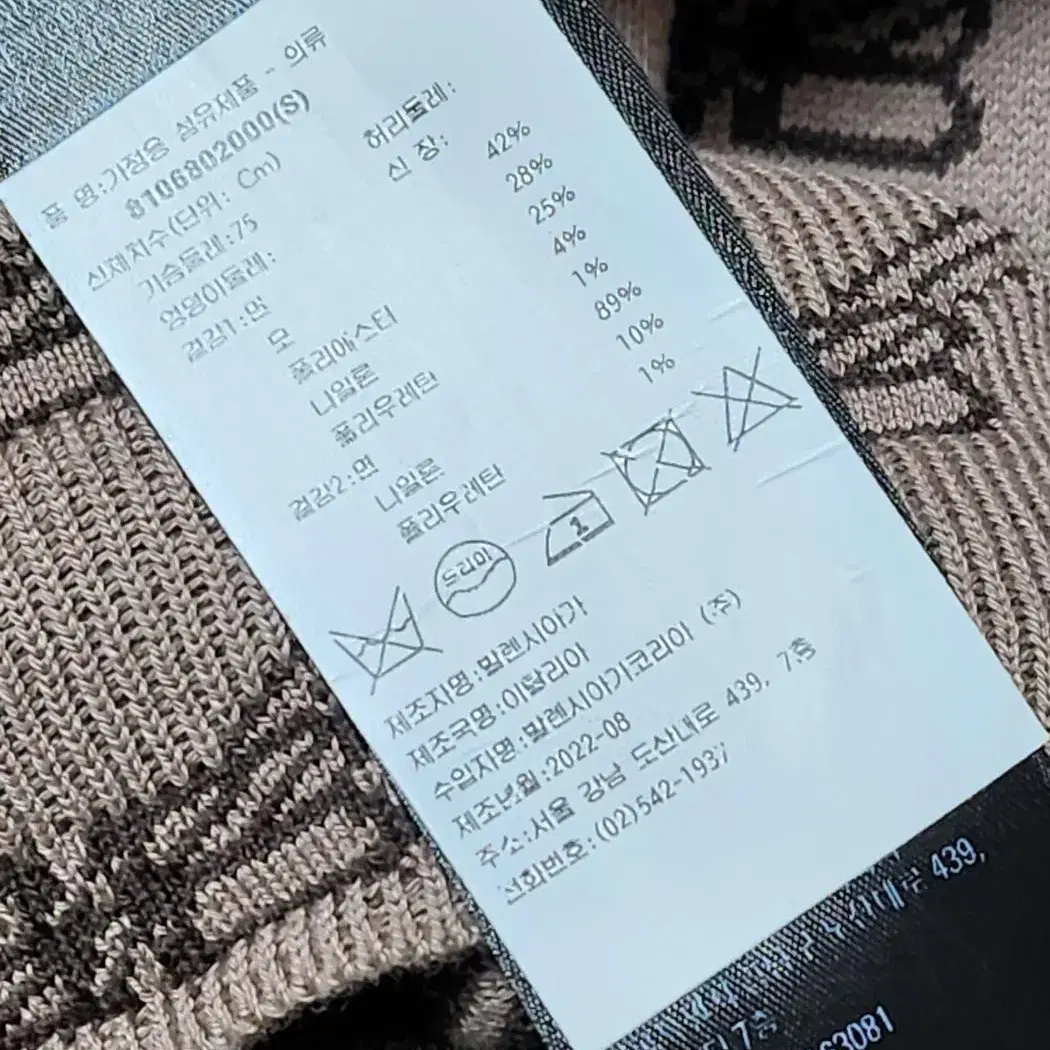 품 명:가정용 섬유제품 - 의류
8106802000(S)
신체치수(단위: Cm)
가슴둘레:75 허리둘레:
엉덩이둘레: 신 장:
겉감1:면 42%
모 28%
폴리에스터 25%
나일론 4%
폴리우레탄 1%
겉감2:면 89%
나일론 10%
폴리우레탄 1%
드라이
1
제조자명:발렌시아가
제조국명:이탈리아
수입자명:발렌시아가코리아 (주)
제조년월:2022-08
주소:서울 강남 도산대로 439, 7층
전화번호:(02)542-1937
439,
7층
63081